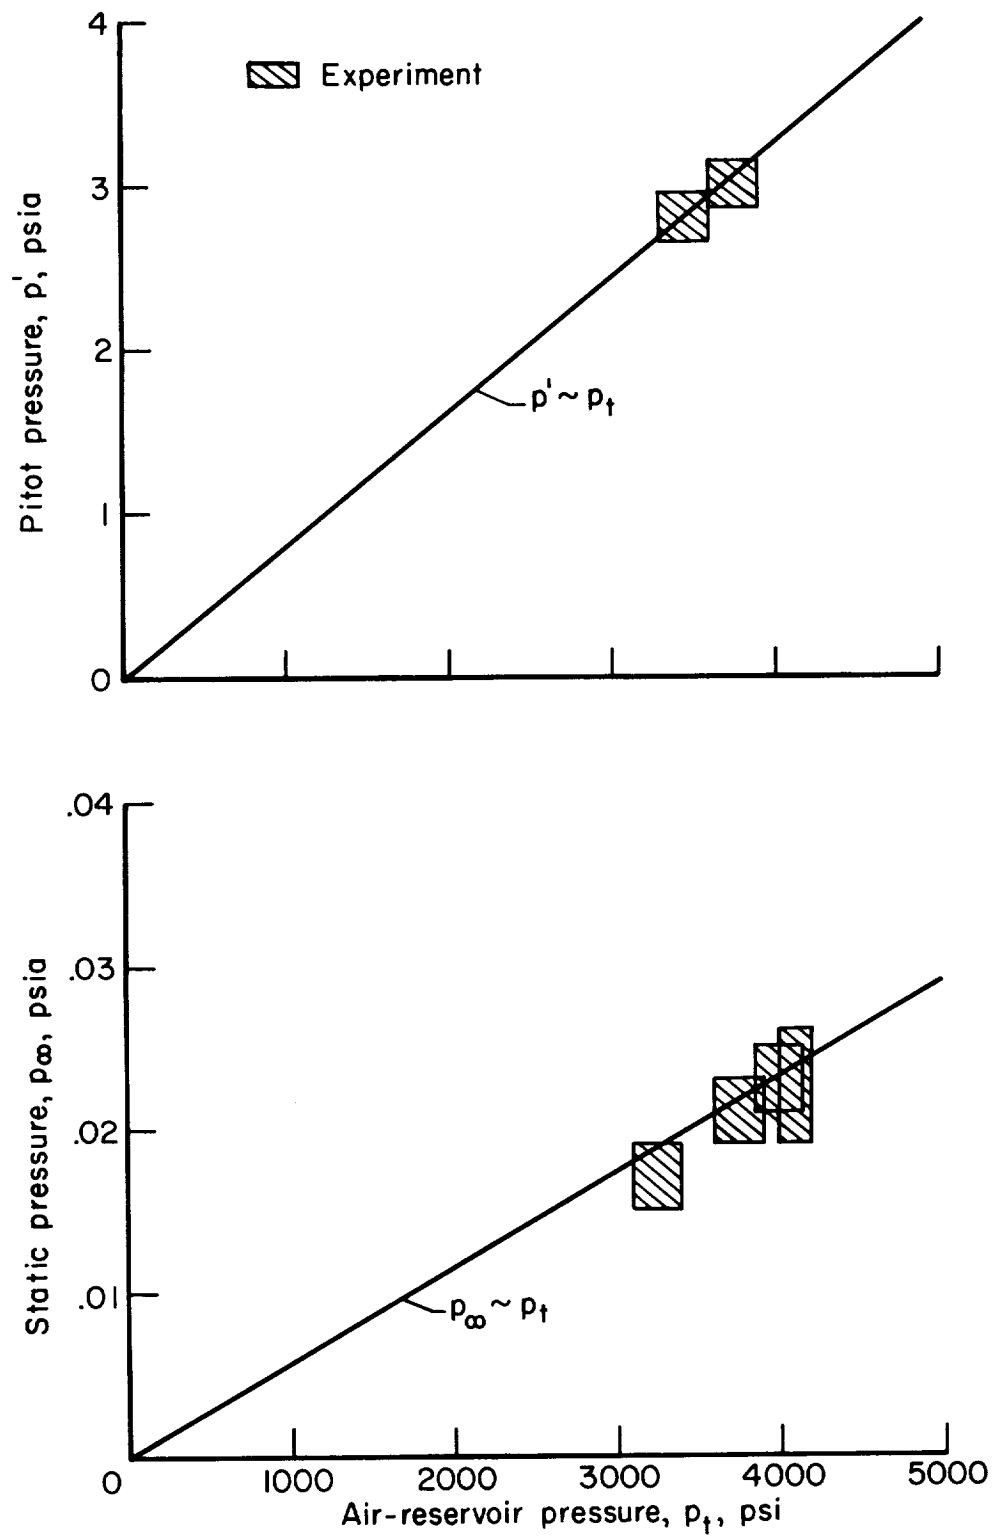 4
Experiment
3
2
1
0
Pitot pressure, p', psia
p' ~ pₜ
.04
.03
.02
.01
0
Static pressure, p∞, psia
p∞ ~ pₜ
1000 2000 3000 4000 5000
Air-reservoir pressure, pₜ, psi